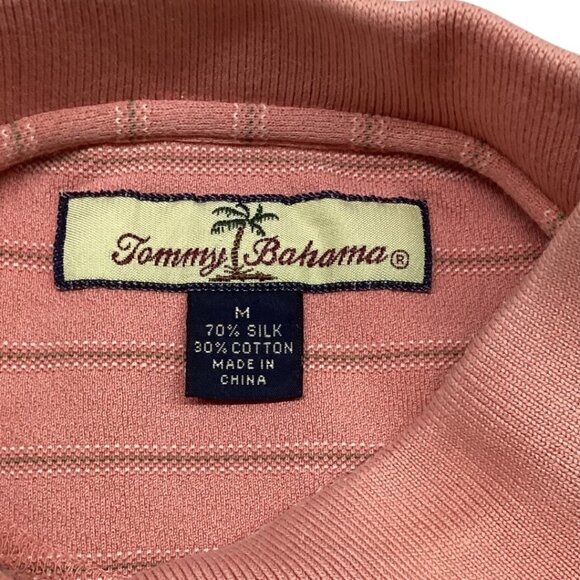 Tommy Bahama®
M
70% SILK
30% COTTON
MADE IN
CHINA